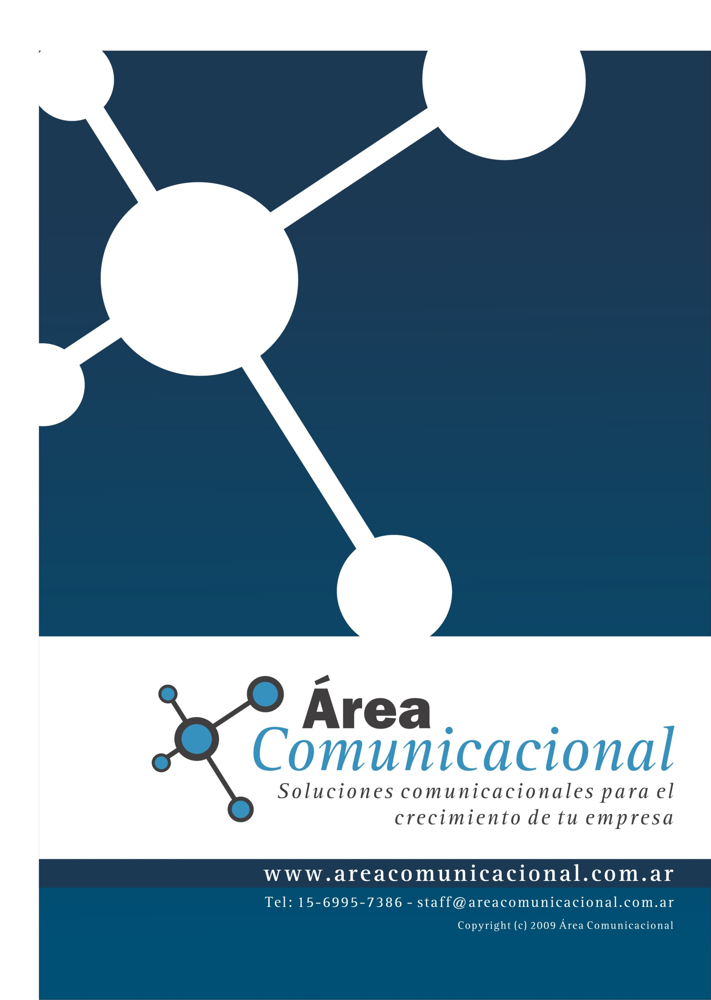 Área
Comunicacional
Soluciones comunicacionales para el
crecimiento de tu empresa
www.areacomunicacional.com.ar
Tel: 15-6995-7386 - staff@areacomunicacional.com.ar
Copyright (c) 2009 Área Comunicacional